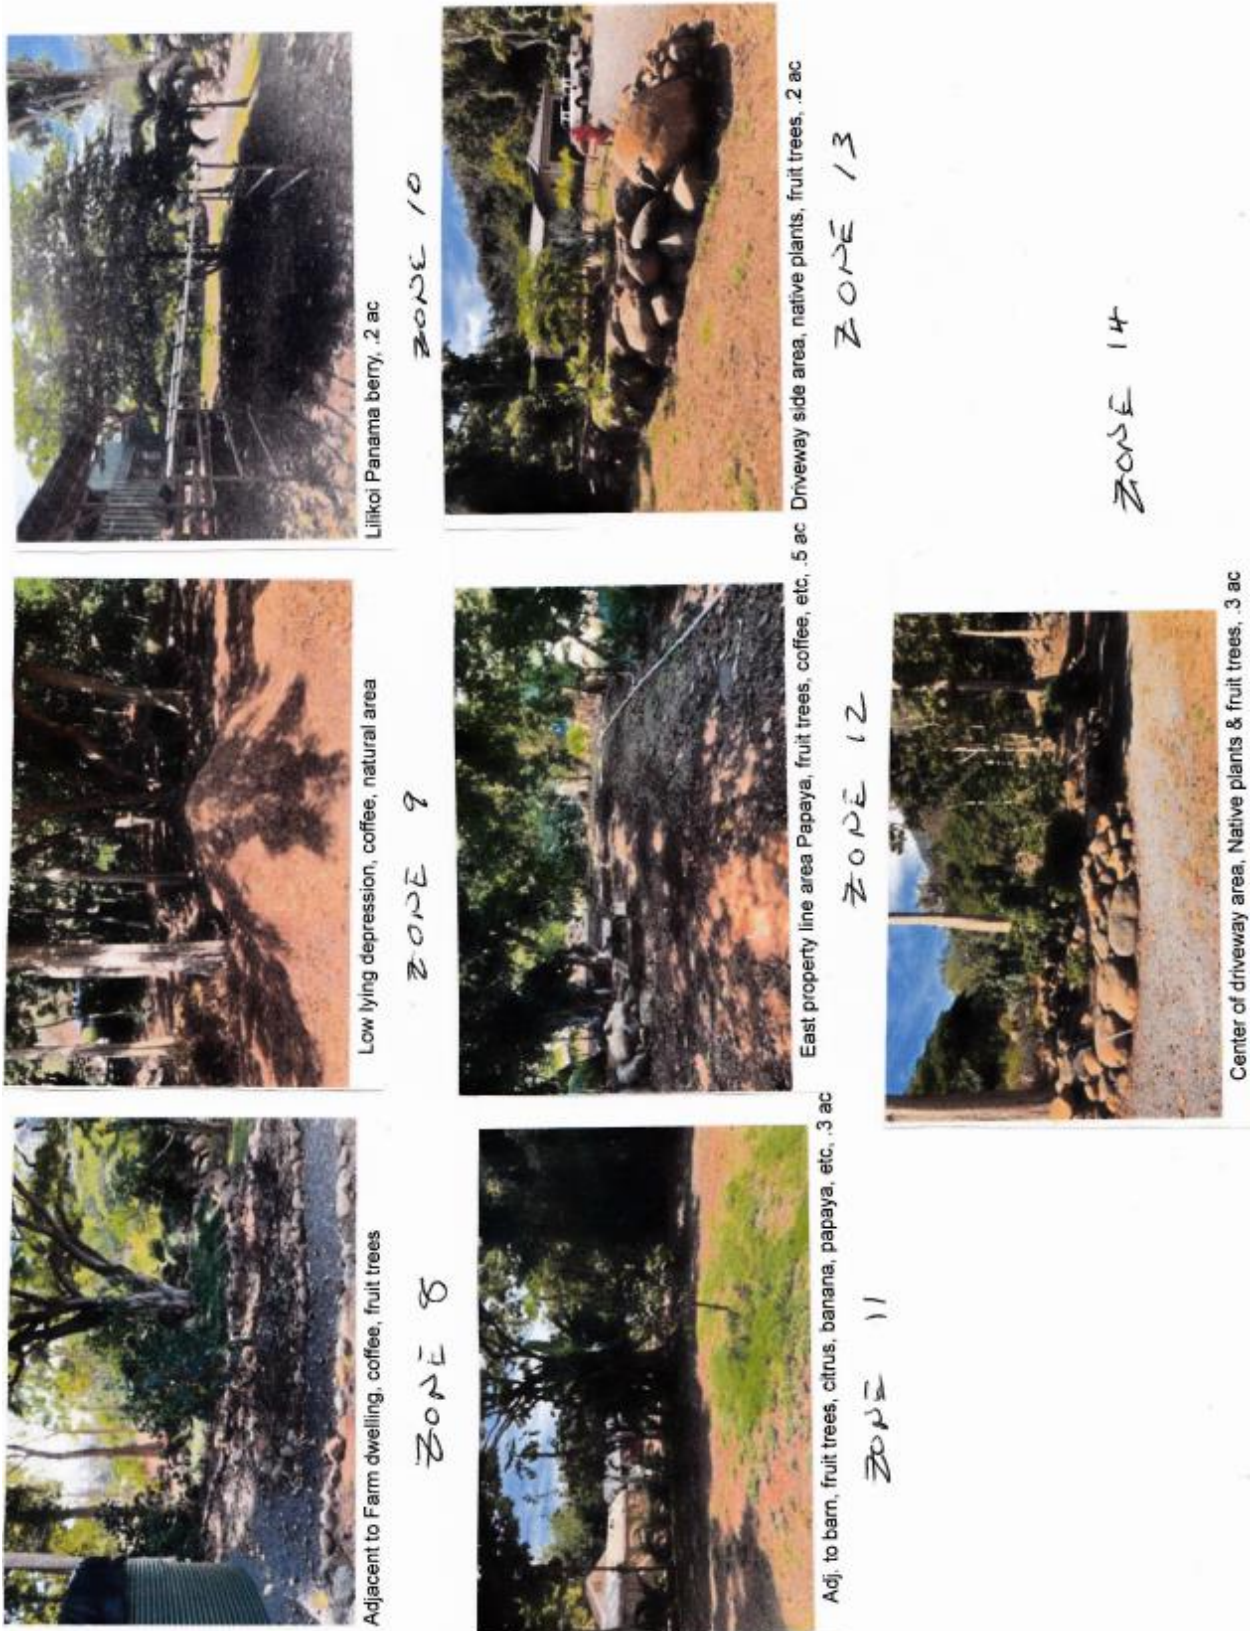 Adjacent to Farm dwelling, coffee, fruit trees
ZONE 8
Low lying depression, coffee, natural area
ZONE 9
Lilikoi Panama berry, .2 ac
ZONE 10
Adj. to barn, fruit trees, citrus, banana, papaya, etc, .3 ac
ZONE 11
East property line area Papaya, fruit trees, coffee, etc, .5 ac
ZONE 12
Driveway side area, native plants, fruit trees, .2 ac
ZONE 13
Center of driveway area, Native plants & fruit trees, .3 ac
ZONE 14